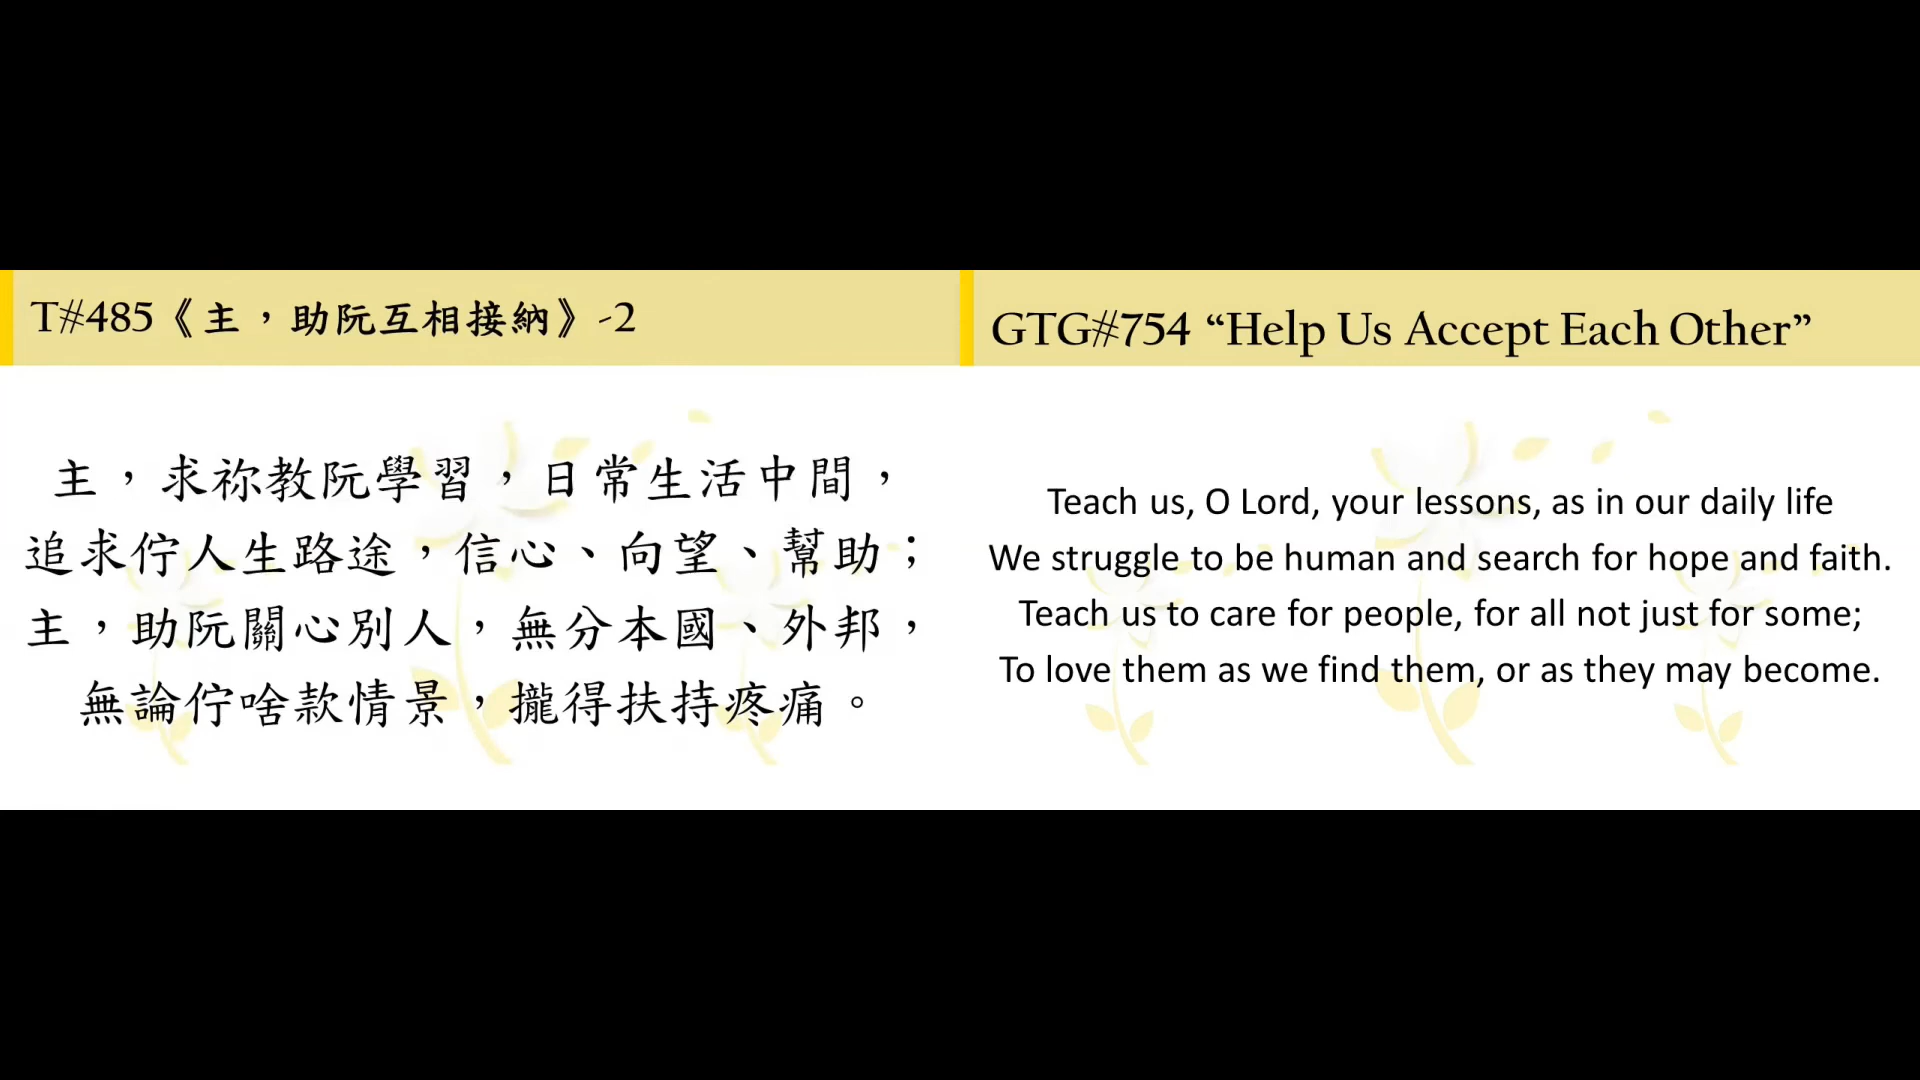 T#485《主，助阮互相接納》-2
主，求祢教阮學習，日常生活中間，
追求佇人生路途，信心、向望、幫助；
主，助阮關心別人，無分本國、外邦，
無論佇啥款情景，攏得扶持疼痛。
GTG#754 “Help Us Accept Each Other”
Teach us, O Lord, your lessons, as in our daily life
We struggle to be human and search for hope and faith.
Teach us to care for people, for all not just for some;
To love them as we find them, or as they may become.